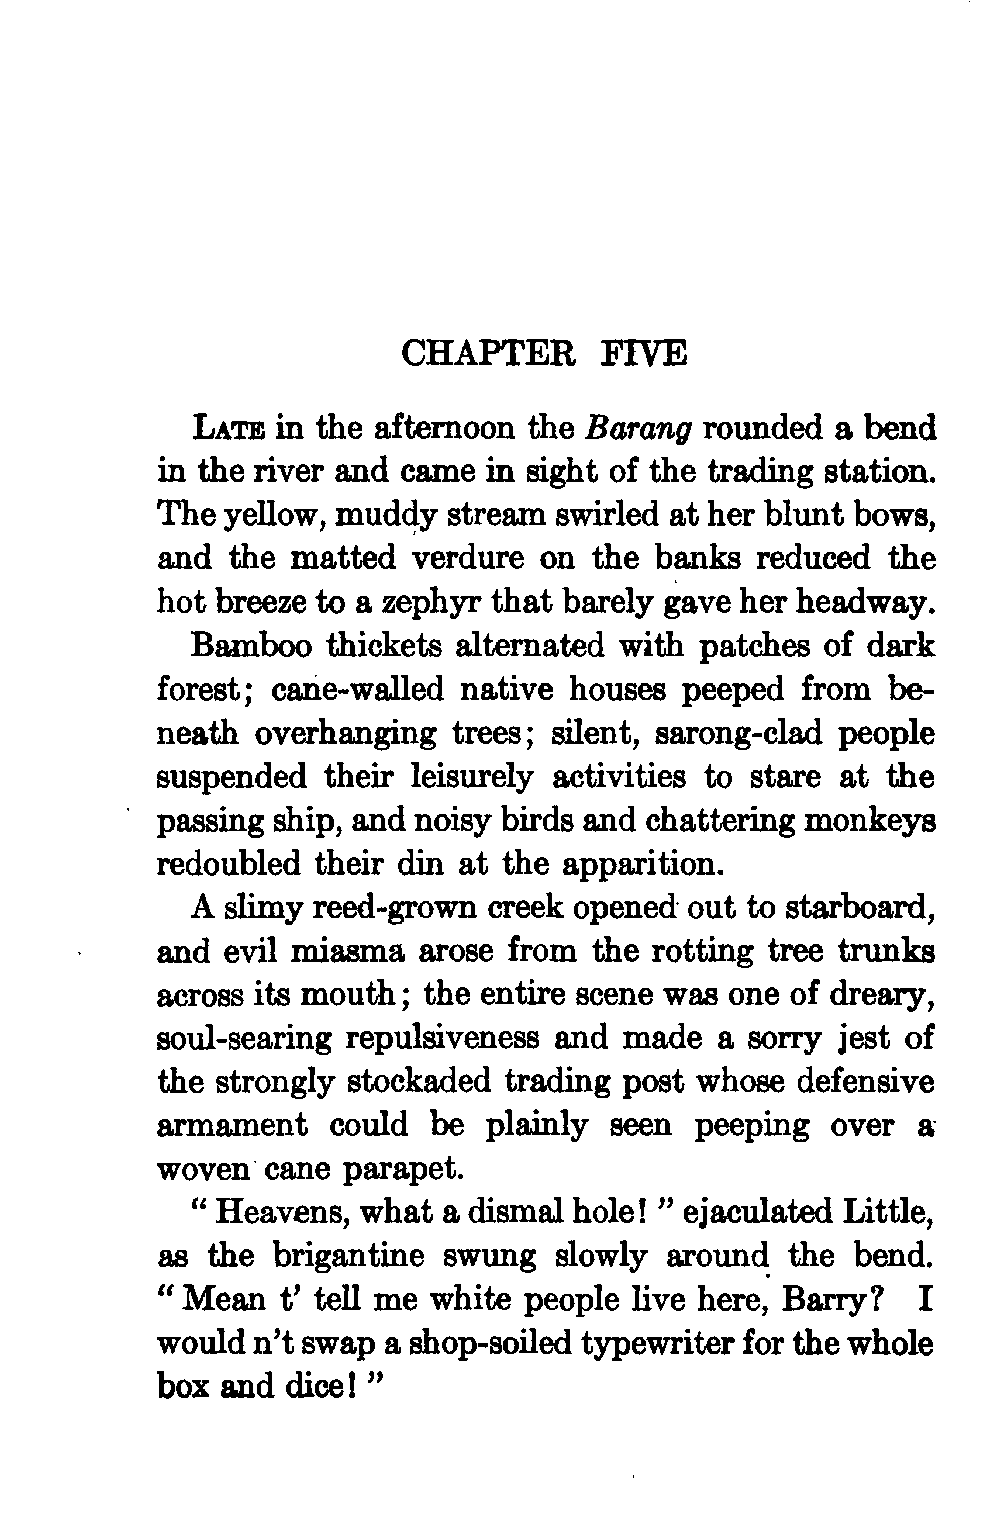 CHAPTER FIVE
LATE in the afternoon the Barang rounded a bend
in the river and came in sight of the trading station.
The yellow, muddy stream swirled at her blunt bows,
and the matted verdure on the banks reduced the
hot breeze to a zephyr that barely gave her headway.
Bamboo thickets alternated with patches of dark
forest; cane-walled native houses peeped from be-
neath overhanging trees; silent, sarong-clad people
suspended their leisurely activities to stare at the
passing ship, and noisy birds and chattering monkeys
redoubled their din at the apparition.
A slimy reed-grown creek opened out to starboard,
and evil miasma arose from the rotting tree trunks
across its mouth; the entire scene was one of dreary,
soul-searing repulsiveness and made a sorry jest of
the strongly stockaded trading post whose defensive
armament could be plainly seen peeping over a
woven cane parapet.
“ Heavens, what a dismal hole! ” ejaculated Little,
as the brigantine swung slowly around the bend.
“ Mean t’ tell me white people live here, Barry? I
would n’t swap a shop-soiled typewriter for the whole
box and dice! ”